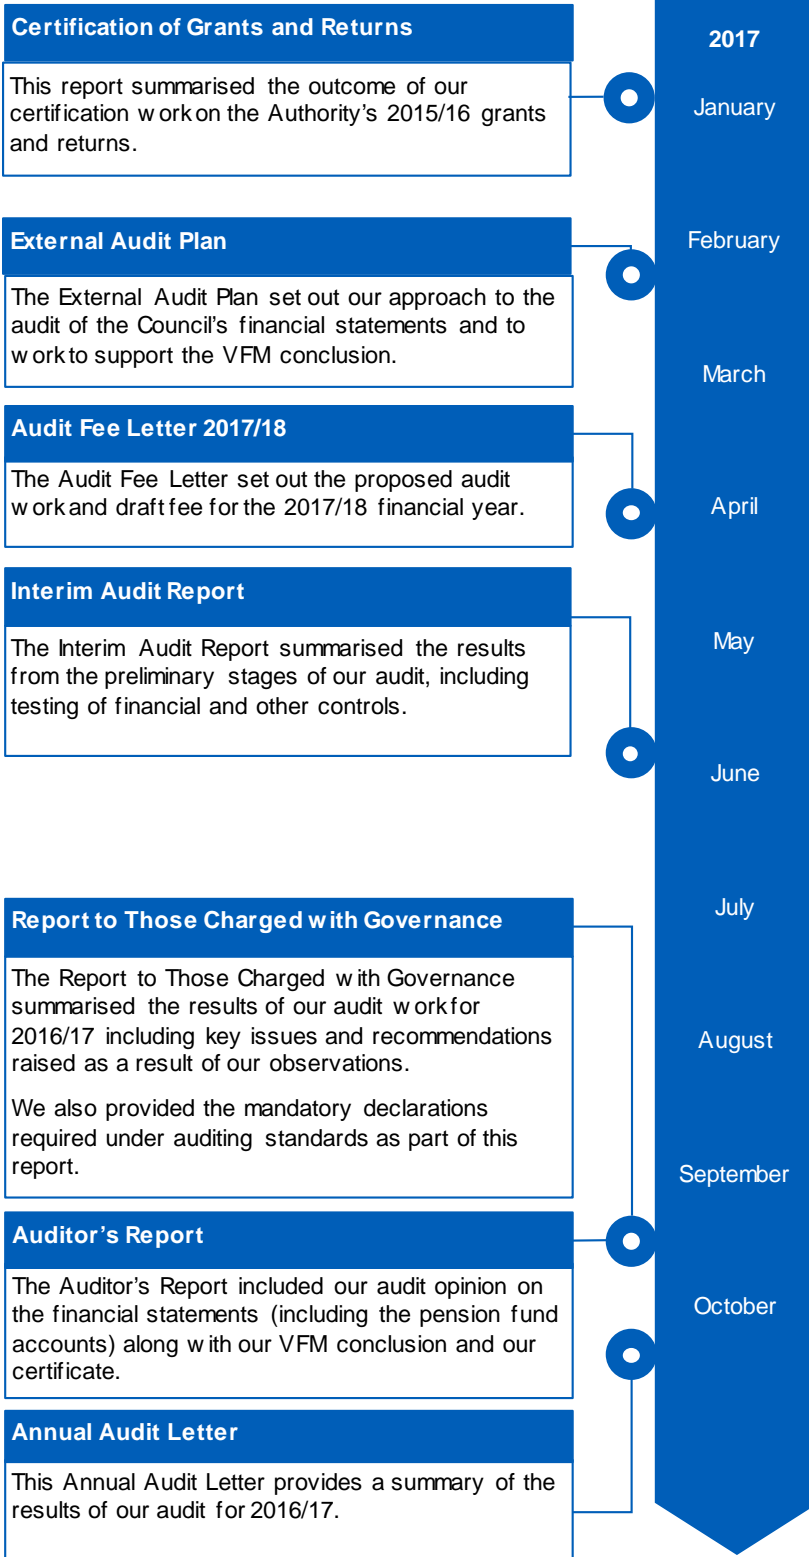 Certification of Grants and Returns
This report summarised the outcome of our
certification work on the Authority's 2015/16 grants
and returns.
External Audit Plan
The External Audit Plan set out our approach to the
audit of the Council's financial statements and to
work to support the VFM conclusion.
Audit Fee Letter 2017/18
The Audit Fee Letter set out the proposed audit
work and draft fee for the 2017/18 financial year.
Interim Audit Report
The Interim Audit Report summarised the results
from the preliminary stages of our audit, including
testing of financial and other controls.
Report to Those Charged with Governance
The Report to Those Charged with Governance
summarised the results of our audit work for
2016/17 including key issues and recommendations
raised as a result of our observations.
We also provided the mandatory declarations
required under auditing standards as part of this
report.
Auditor's Report
The Auditor's Report included our audit opinion on
the financial statements (including the pension fund
accounts) along with our VFM conclusion and our
certificate.
Annual Audit Letter
This Annual Audit Letter provides a summary of the
results of our audit for 2016/17.
2017
January
February
March
April
May
June
July
August
September
October